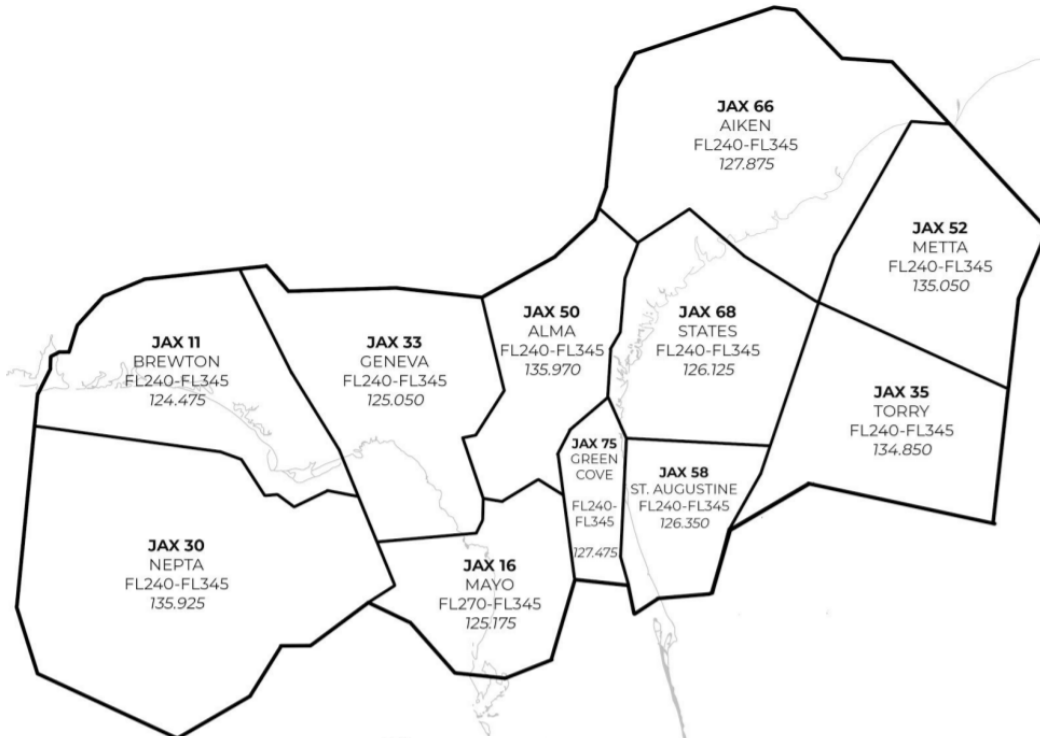 JAX 66
AIKEN
FL240-FL345
127.875
JAX 52
METTA
FL240-FL345
135.050
JAX 11
BREWTON
FL240-FL345
124.475
JAX 33
GENEVA
FL240-FL345
125.050
JAX 50
ALMA
FL240-FL345
135.970
JAX 68
STATES
FL240-FL345
126.125
JAX 35
TORRY
FL240-FL345
134.850
JAX 75
GREEN
COVE
FL240-
FL345
127.475
JAX 58
ST. AUGUSTINE
FL240-FL345
126.350
JAX 30
NEPTA
FL240-FL345
135.925
JAX 16
MAYO
FL270-FL345
125.175